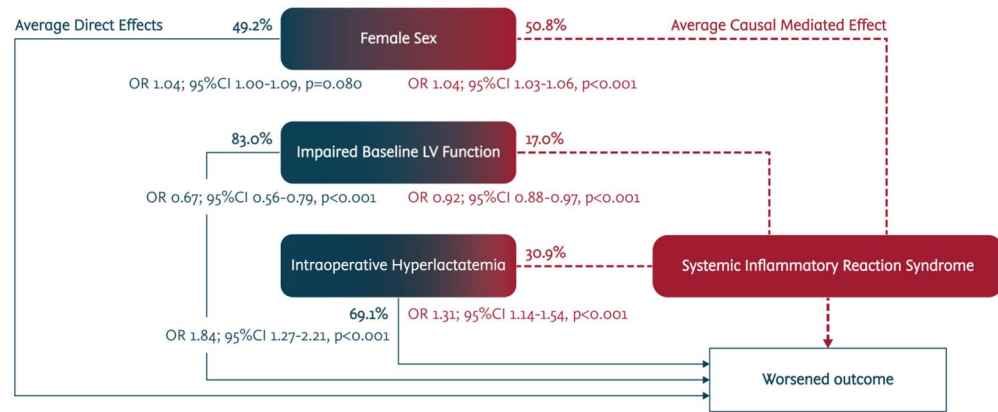 Average Direct Effects 49.2% Female Sex 50.8% Average Causal Mediated Effect
OR 1.04; 95%CI 1.00-1.09, p=0.080 OR 1.04; 95%CI 1.03-1.06, p<0.001
83.0% Impaired Baseline LV Function 17.0%
OR 0.67; 95%CI 0.56-0.79, p<0.001 OR 0.92; 95%CI 0.88-0.97, p<0.001
Intraoperative Hyperlactatemia 30.9% Systemic Inflammatory Reaction Syndrome
69.1% OR 1.31; 95%CI 1.14-1.54, p<0.001
OR 1.84; 95%CI 1.27-2.21, p<0.001
Worsened outcome